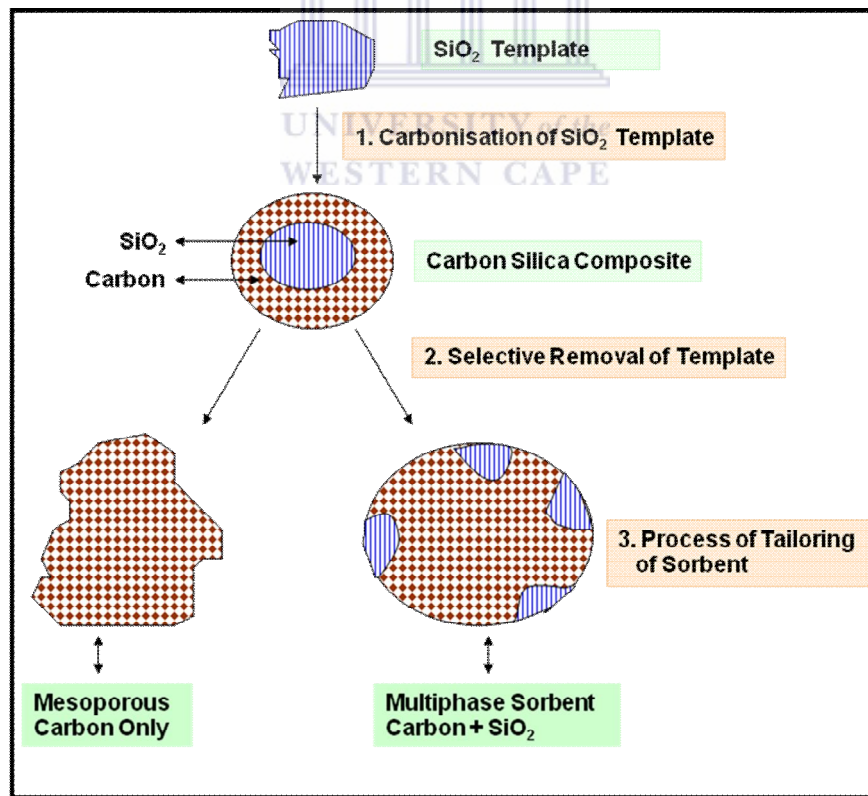 SiO₂ Template
UNIVERSITY of the
1. Carbonisation of SiO₂ Template
WESTERN CAPE
SiO₂
Carbon
Carbon Silica Composite
2. Selective Removal of Template
3. Process of Tailoring
of Sorbent
Mesoporous
Carbon Only
Multiphase Sorbent
Carbon + SiO₂